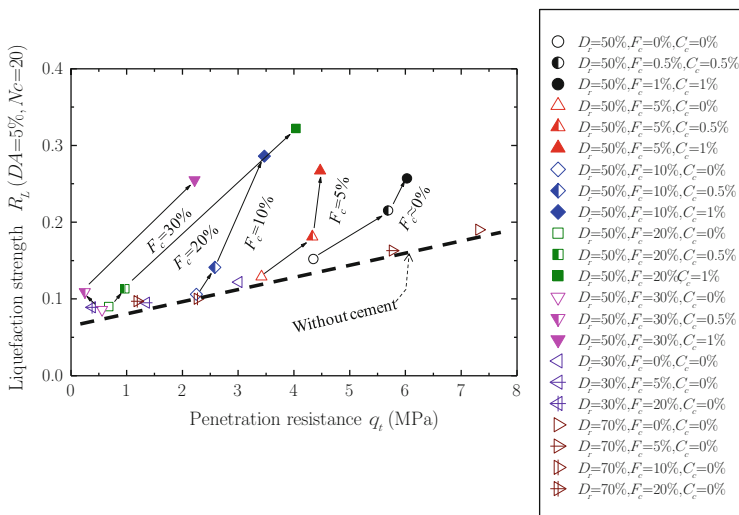 Liquefaction strength R_L (DA=5%, Nc=20)
0.4
0.3
0.2
0.1
0.0
F_c=30%
F_c=20%
F_c=10%
F_c=5%
F_c≈0%
Without cement
0 1 2 3 4 5 6 7 8
Penetration resistance q_t (MPa)
D_r=50%,F_c=0%,C_c=0%
D_r=50%,F_c=0.5%,C_c=0.5%
D_r=50%,F_c=1%,C_c=1%
D_r=50%,F_c=5%,C_c=0%
D_r=50%,F_c=5%,C_c=0.5%
D_r=50%,F_c=5%,C_c=1%
D_r=50%,F_c=10%,C_c=0%
D_r=50%,F_c=10%,C_c=0.5%
D_r=50%,F_c=10%,C_c=1%
D_r=50%,F_c=20%,C_c=0%
D_r=50%,F_c=20%,C_c=0.5%
D_r=50%,F_c=20%C_c=1%
D_r=50%,F_c=30%,C_c=0%
D_r=50%,F_c=30%,C_c=0.5%
D_r=50%,F_c=30%,C_c=1%
D_r=30%,F_c=0%,C_c=0%
D_r=30%,F_c=5%,C_c=0%
D_r=30%,F_c=20%,C_c=0%
D_r=70%,F_c=0%,C_c=0%
D_r=70%,F_c=5%,C_c=0%
D_r=70%,F_c=10%,C_c=0%
D_r=70%,F_c=20%,C_c=0%